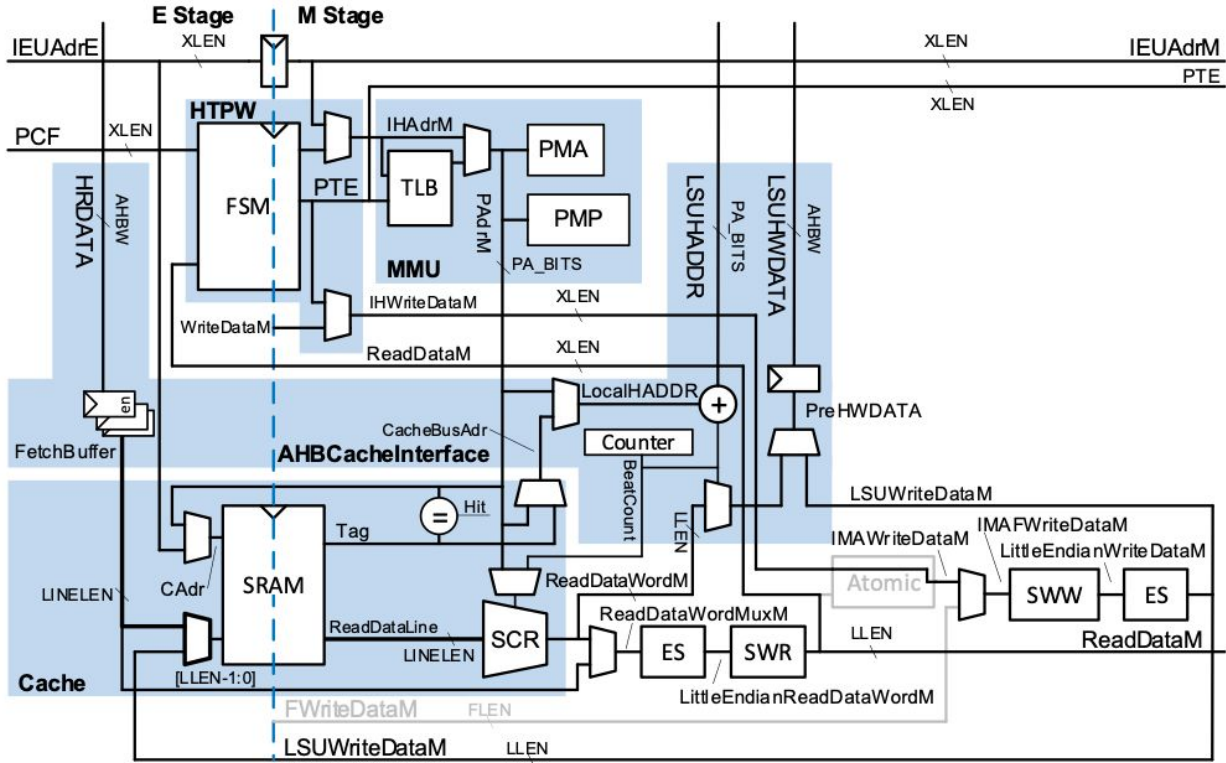 E Stage M Stage
IEUAdrE XLEN XLEN IEUAdrM
PTE
XLEN
HTPW
PCF XLEN IHAdrM PMA
HRDATA AHBW FSM PTE TLB PMP LSUHADDR PA_BITS LSUHWDATA AHBW
PAdrM
MMU PA_BITS
IHWriteDataM XLEN
WriteDataM
ReadDataM XLEN
en LocalHADDR +
CacheBusAdr PreHWDATA
FetchBuffer Counter
AHBCacheInterface BeatCount
Hit LSUWriteDataM
=
Tag LLEN IMAFWriteDataM
IMAWriteDataM LittleEndianWriteDataM
CAdr ReadDataWordM Atomic
LINELEN SRAM SWW ES
ReadDataWordMuxM
ReadDataLine SCR ReadDataM
LINELEN ES SWR LLEN
Cache [LLEN-1:0] LittleEndianReadDataWordM
FWriteDataM FLEN
LSUWriteDataM LLEN